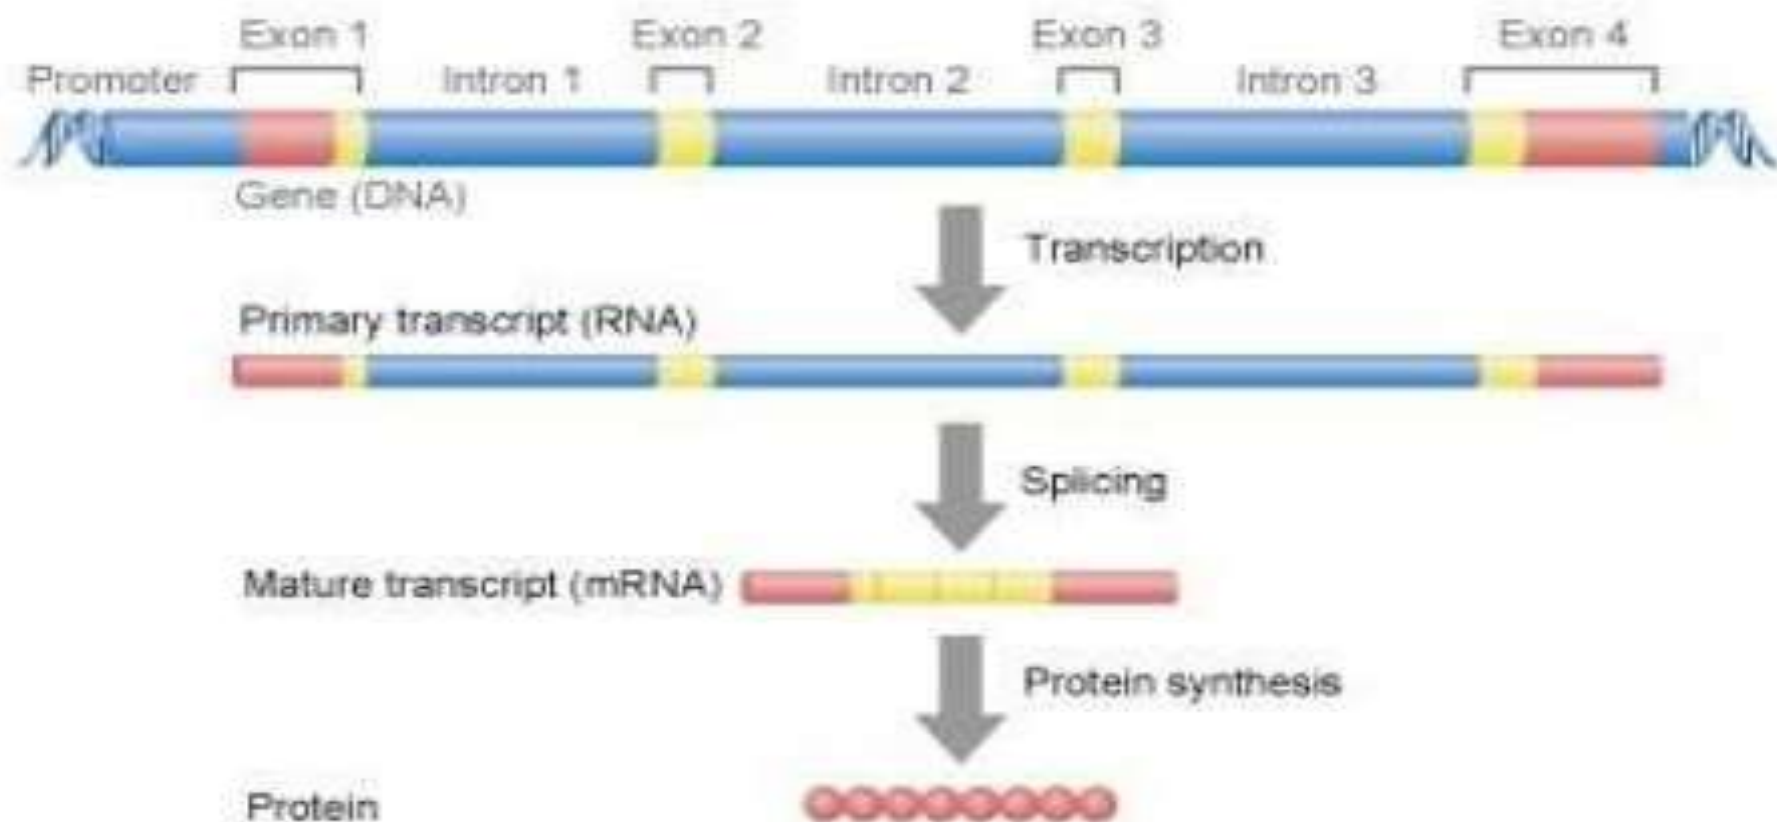 Exon 1 Exon 2 Exon 3 Exon 4
Promoter Intron 1 Intron 2 Intron 3
Gene (DNA)
Transcription
Primary transcript (RNA)
Splicing
Mature transcript (mRNA)
Protein synthesis
Protein